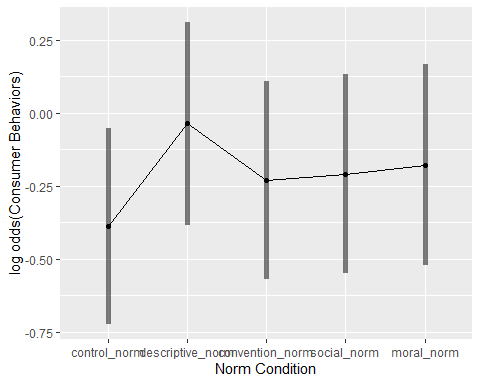 log odds(Consumer Behaviors)
0.25
0.00
-0.25
-0.50
-0.75
control_norm descriptive_norm convention_norm social_norm moral_norm
Norm Condition